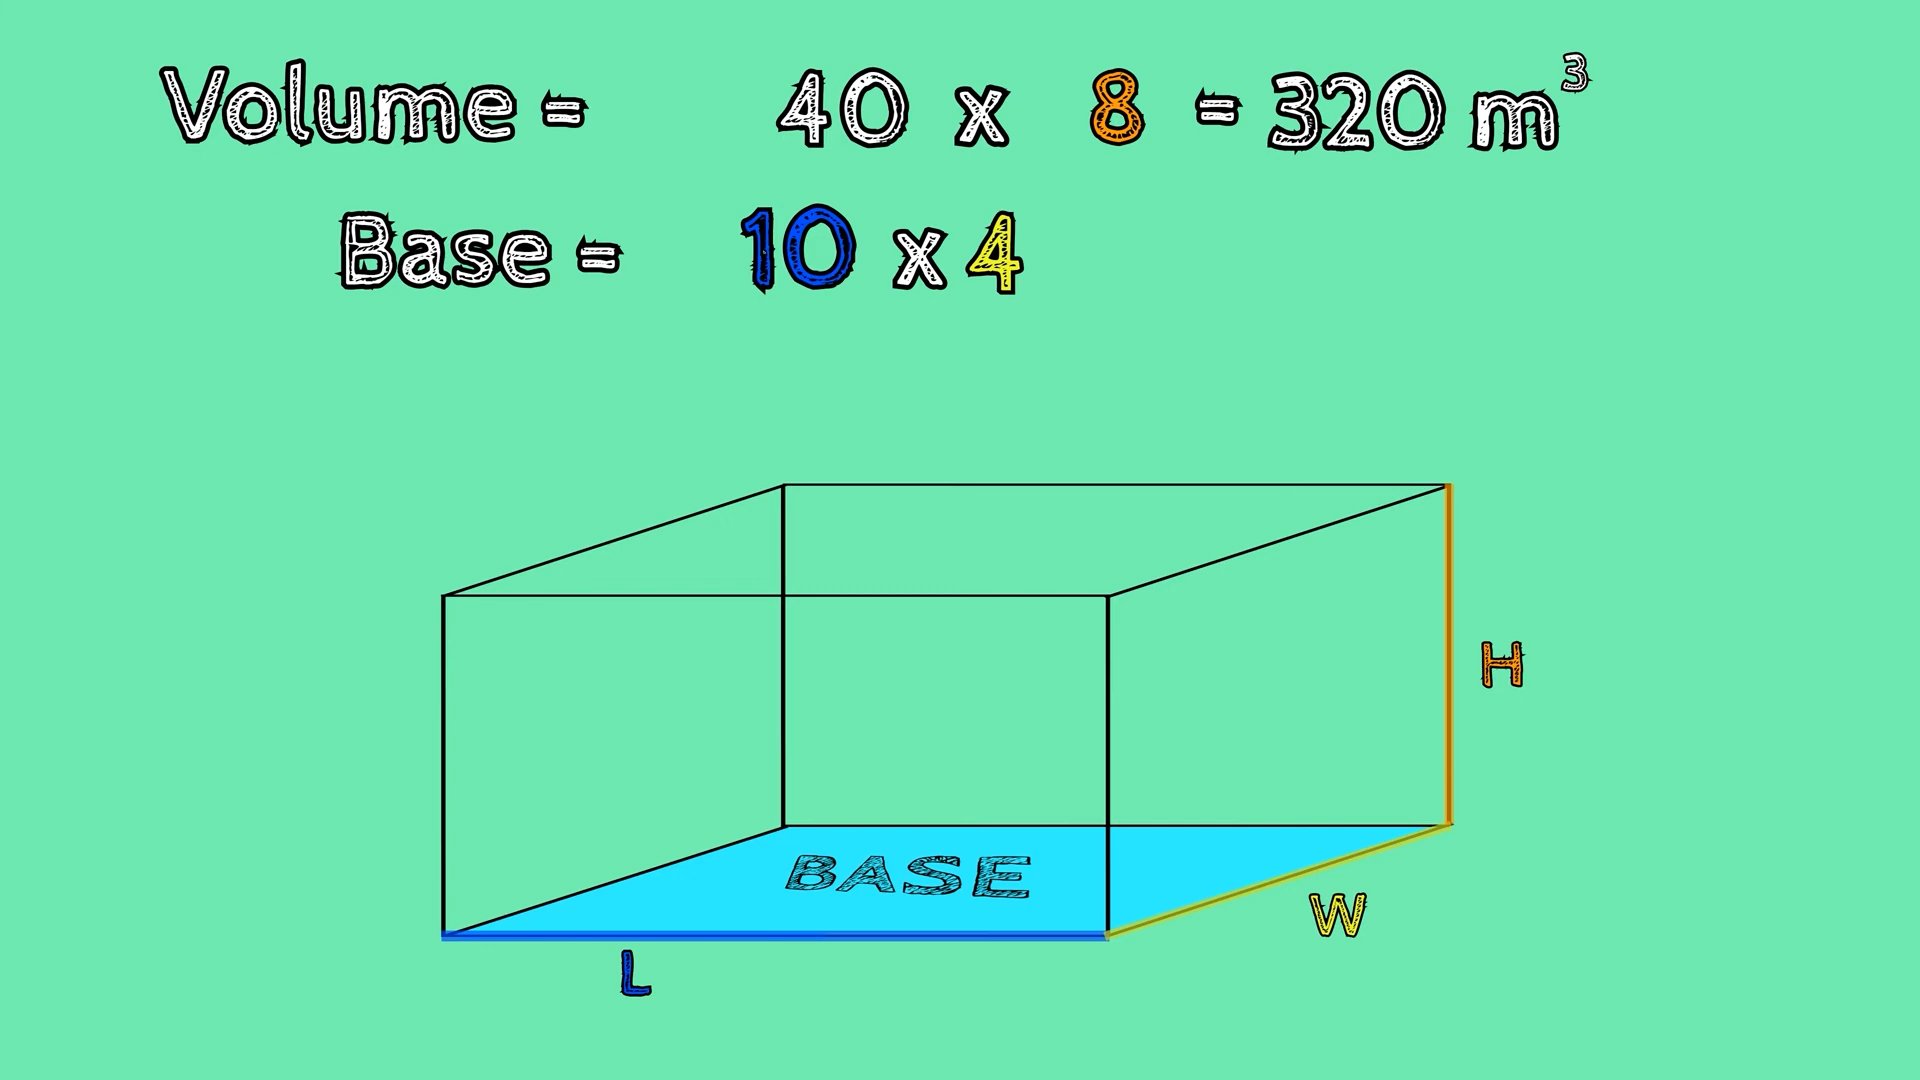 Volume = 40 x 8 = 320 m³
Base = 10 x 4
H
BASE
W
L